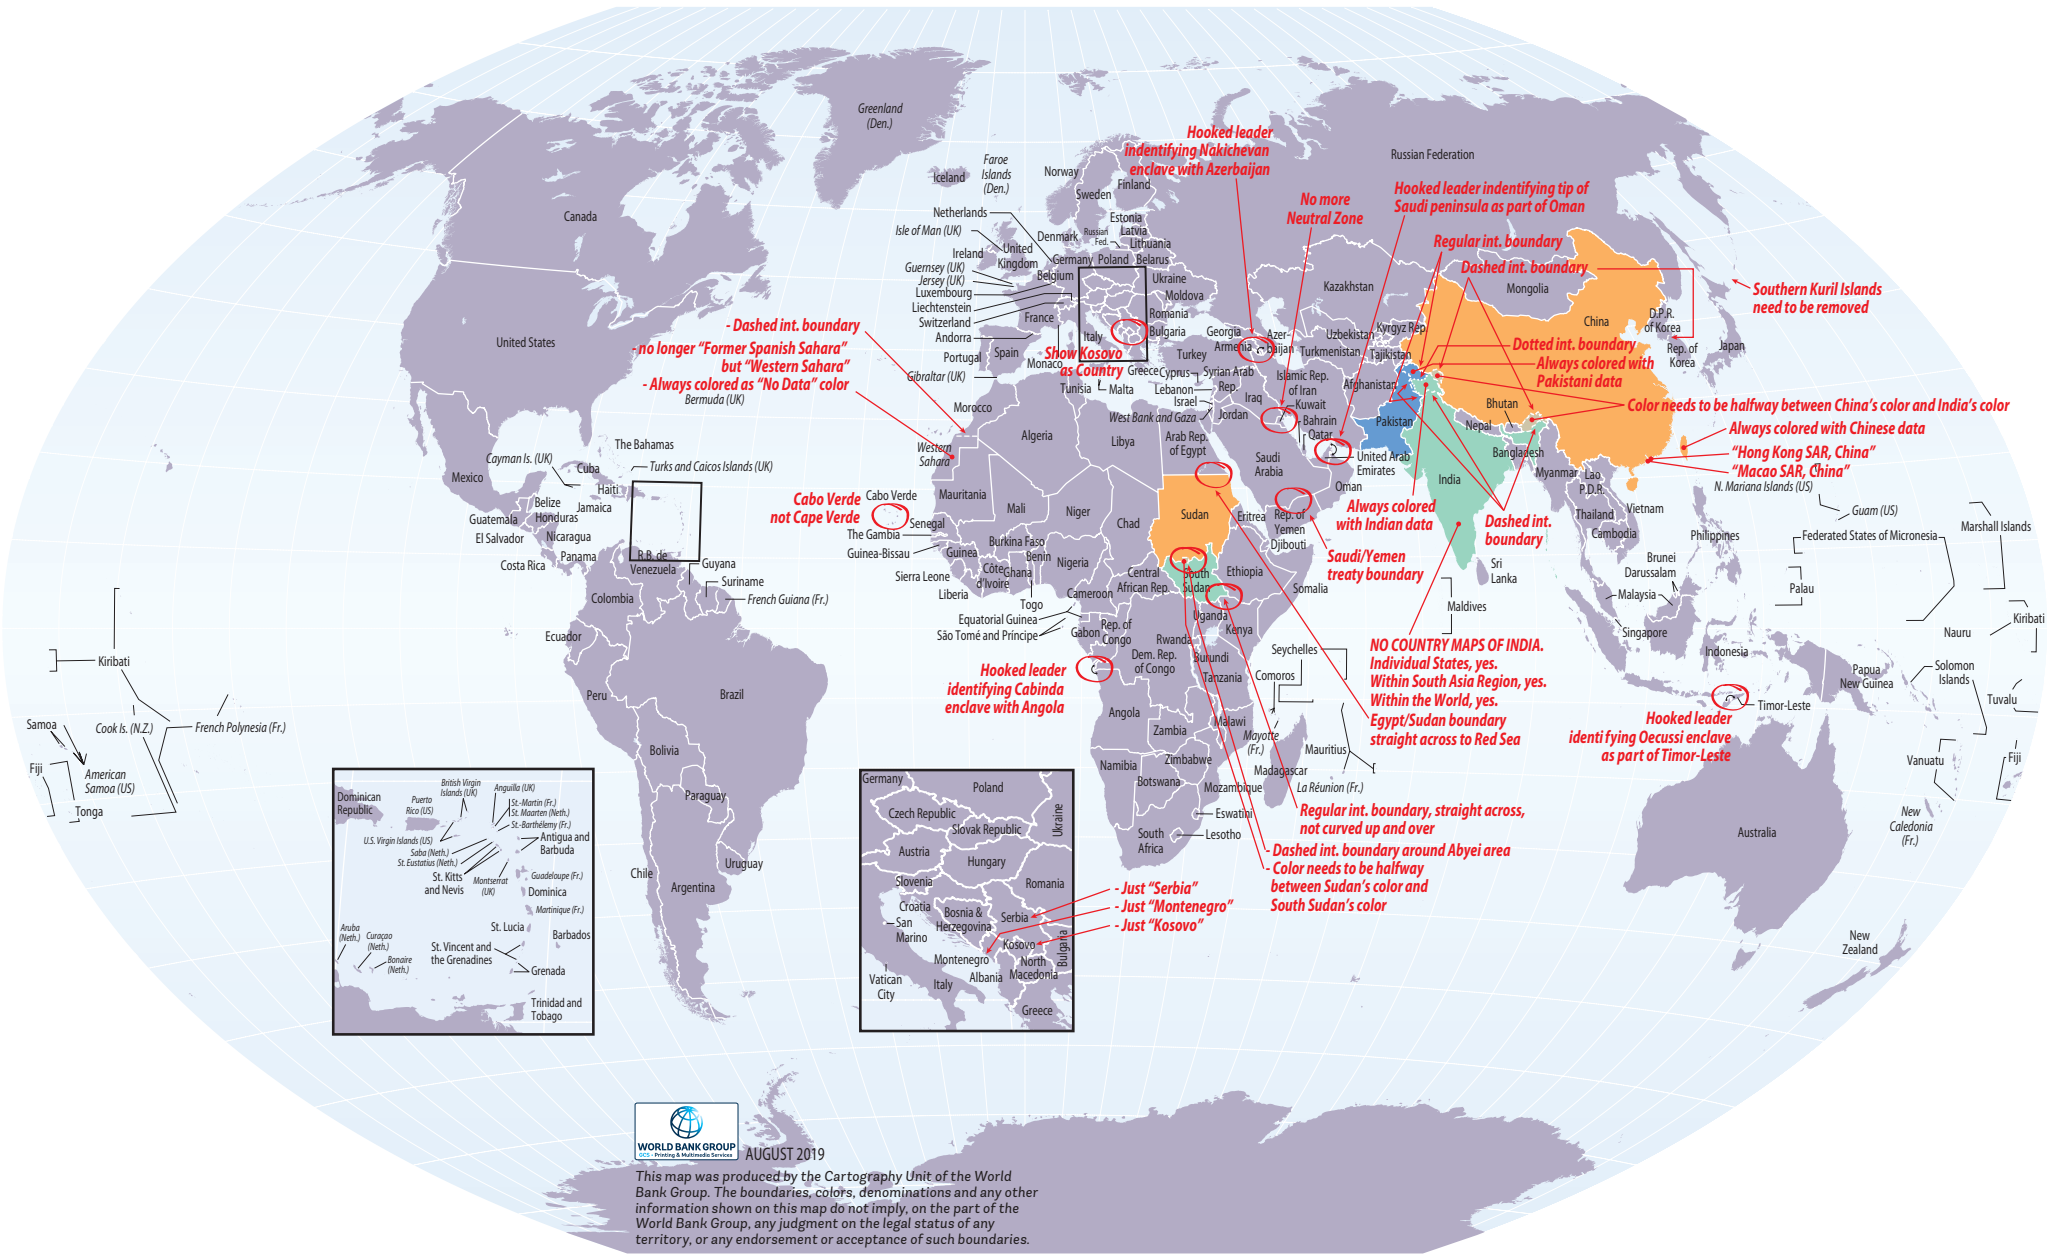 Greenland
(Den.)
Faroe
Islands
(Den.)
Iceland
Norway
Sweden
Finland
Russian Federation
Canada
United States
Hooked leader
indentifying Nakichevan
enclave with Azerbaijan
No more
Neutral Zone
Hooked leader indentifying tip of
Saudi peninsula as part of Oman
Regular int. boundary
Dashed int. boundary
Southern Kuril Islands
need to be removed
Netherlands
Isle of Man (UK)
Ireland
United
Kingdom
Guernsey (UK)
Jersey (UK)
Luxembourg
Liechtenstein
Switzerland
Andorra
Portugal
Gibraltar (UK)
Denmark
Estonia
Latvia
Russian
Fed.
Lithuania
Germany
Poland
Belarus
Belgium
Ukraine
Moldova
Romania
Bulgaria
France
Italy
Spain
Monaco
Greece
Show Kosovo
as Country
Tunisia
Malta
Georgia
Armenia
Azer-
baijan
Turkey
Cyprus
Lebanon
Israel
West Bank and Gaza
Syrian Arab
Rep.
Iraq
Jordan
Kazakhstan
Uzbekistan
Kyrgyz Rep.
Turkmenistan
Tajikistan
Afghanistan
Islamic Rep.
of Iran
Kuwait
Bahrain
Qatar
United Arab
Emirates
Saudi
Arabia
Oman
Rep. of
Yemen
Pakistan
India
Nepal
Bhutan
Bangladesh
Mongolia
China
D.P.R.
of Korea
Rep. of
Korea
Japan
Dotted int. boundary
Always colored with
Pakistani data
Color needs to be halfway between China's color and India's color
Always colored with Chinese data
“Hong Kong SAR, China”
“Macao SAR, China”
- Dashed int. boundary
- no longer “Former Spanish Sahara”
but “Western Sahara”
- Always colored as “No Data” color
Bermuda (UK)
Morocco
Algeria
Libya
Arab Rep.
of Egypt
Western
Sahara
The Bahamas
Cayman Is. (UK)
Cuba
Turks and Caicos Islands (UK)
Mexico
Haiti
Belize
Jamaica
Guatemala
Honduras
El Salvador
Nicaragua
Costa Rica
Panama
R.B. de
Venezuela
Guyana
Suriname
French Guiana (Fr.)
Colombia
Ecuador
Peru
Brazil
Bolivia
Paraguay
Chile
Uruguay
Argentina
Cabo Verde
not Cape Verde
Cabo Verde
Mauritania
Mali
Niger
Chad
Sudan
Eritrea
Djibouti
Senegal
The Gambia
Guinea-Bissau
Guinea
Burkina Faso
Benin
Côte
d'Ivoire
Ghana
Nigeria
Sierra Leone
Liberia
Togo
Cameroon
Central
African Rep.
South
Sudan
Ethiopia
Somalia
Equatorial Guinea
São Tomé and Príncipe
Gabon
Rep. of
Congo
Uganda
Kenya
Rwanda
Burundi
Dem. Rep.
of Congo
Tanzania
Hooked leader
identifying Cabinda
enclave with Angola
Angola
Zambia
Malawi
Zimbabwe
Mozambique
Namibia
Botswana
South
Africa
Eswatini
Lesotho
Seychelles
Comoros
Mayotte
(Fr.)
Madagascar
Mauritius
La Réunion (Fr.)
Always colored
with Indian data
Saudi/Yemen
treaty boundary
Dashed int.
boundary
Sri
Lanka
Maldives
Myanmar
Lao
P.D.R.
Thailand
Vietnam
Cambodia
Philippines
Brunei
Darussalam
Malaysia
Singapore
Indonesia
N. Mariana Islands (US)
Guam (US)
Federated States of Micronesia
Marshall Islands
Palau
Kiribati
Nauru
Papua
New Guinea
Solomon
Islands
Tuvalu
Timor-Leste
Vanuatu
Fiji
New
Caledonia
(Fr.)
Australia
New
Zealand
NO COUNTRY MAPS OF INDIA.
Individual States, yes.
Within South Asia Region, yes.
Within the World, yes.
Egypt/Sudan boundary
straight across to Red Sea
Hooked leader
identifying Oecussi enclave
as part of Timor-Leste
Regular int. boundary, straight across,
not curved up and over
- Dashed int. boundary around Abyei area
- Color needs to be halfway
between Sudan's color and
South Sudan's color
Kiribati
Samoa
Cook Is. (N.Z.)
French Polynesia (Fr.)
Fiji
American
Samoa (US)
Tonga
Dominican
Republic
Puerto
Rico (US)
British Virgin
Islands (UK)
Anguilla (UK)
St.-Martin (Fr.)
St. Maarten (Neth.)
St.-Barthélemy (Fr.)
U.S. Virgin Islands (US)
Antigua and
Barbuda
Saba (Neth.)
St. Eustatius (Neth.)
St. Kitts
and Nevis
Montserrat
(UK)
Guadeloupe (Fr.)
Dominica
Martinique (Fr.)
St. Lucia
Barbados
Aruba
(Neth.)
Curaçao
(Neth.)
Bonaire
(Neth.)
St. Vincent and
the Grenadines
Grenada
Trinidad and
Tobago
Germany
Poland
Czech Republic
Ukraine
Slovak Republic
Austria
Hungary
Slovenia
Romania
Croatia
Bosnia &
Herzegovina
Serbia
San
Marino
Kosovo
Bulgaria
Montenegro
North
Macedonia
Albania
Vatican
City
Italy
Greece
- Just “Serbia”
- Just “Montenegro”
- Just “Kosovo”
WORLD BANK GROUP
GCS - Printing & Multimedia Services
AUGUST 2019
This map was produced by the Cartography Unit of the World
Bank Group. The boundaries, colors, denominations and any other
information shown on this map do not imply, on the part of the
World Bank Group, any judgment on the legal status of any
territory, or any endorsement or acceptance of such boundaries.